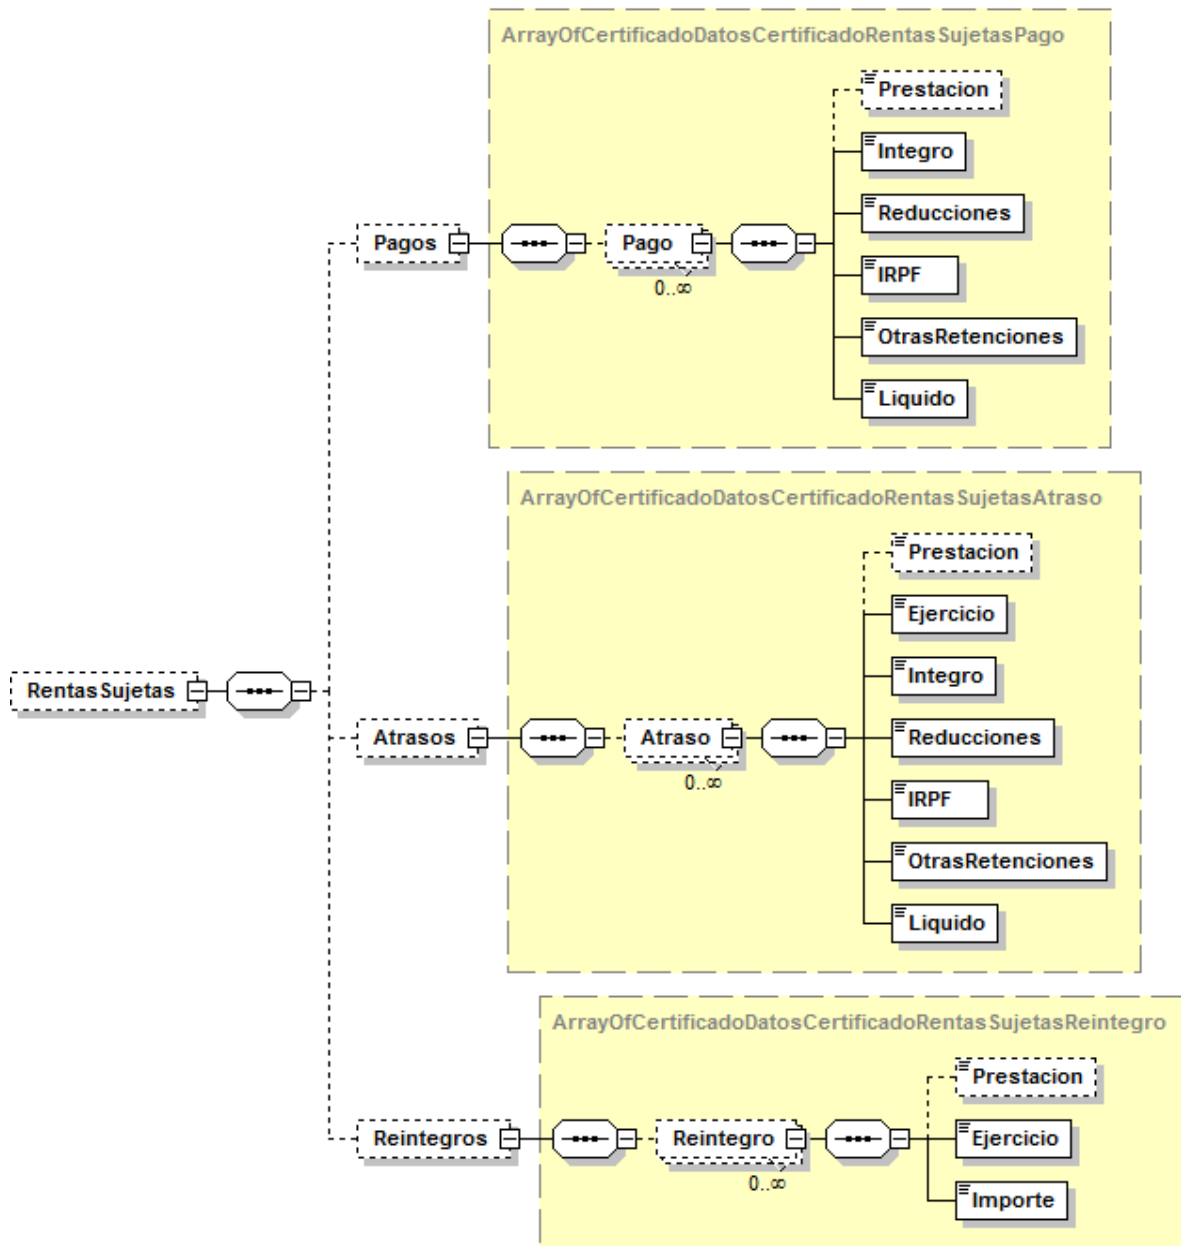 ArrayOfCertificadoDatosCertificadoRentasSujetasPago
Prestacion
Integro
Reducciones
Pagos
Pago
0..∞
IRPF
OtrasRetenciones
Liquido
ArrayOfCertificadoDatosCertificadoRentasSujetasAtraso
Prestacion
Ejercicio
Integro
RentasSujetas
Reducciones
Atrasos
Atraso
0..∞
IRPF
OtrasRetenciones
Liquido
ArrayOfCertificadoDatosCertificadoRentasSujetasReintegro
Prestacion
Reintegros
Reintegro
0..∞
Ejercicio
Importe